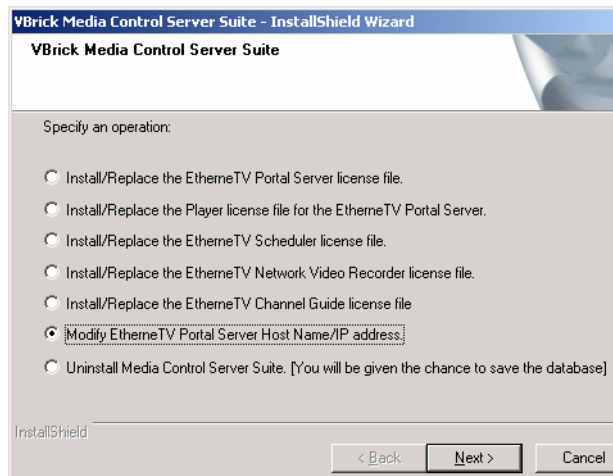 VBrick Media Control Server Suite - InstallShield Wizard
VBrick Media Control Server Suite
Specify an operation:
Install/Replace the EtherneTV Portal Server license file.
Install/Replace the Player license file for the EtherneTV Portal Server.
Install/Replace the EtherneTV Scheduler license file.
Install/Replace the EtherneTV Network Video Recorder license file.
Install/Replace the EtherneTV Channel Guide license file
Modify EtherneTV Portal Server Host Name/IP address.
Uninstall Media Control Server Suite. [You will be given the chance to save the database]
InstallShield
< Back Next > Cancel